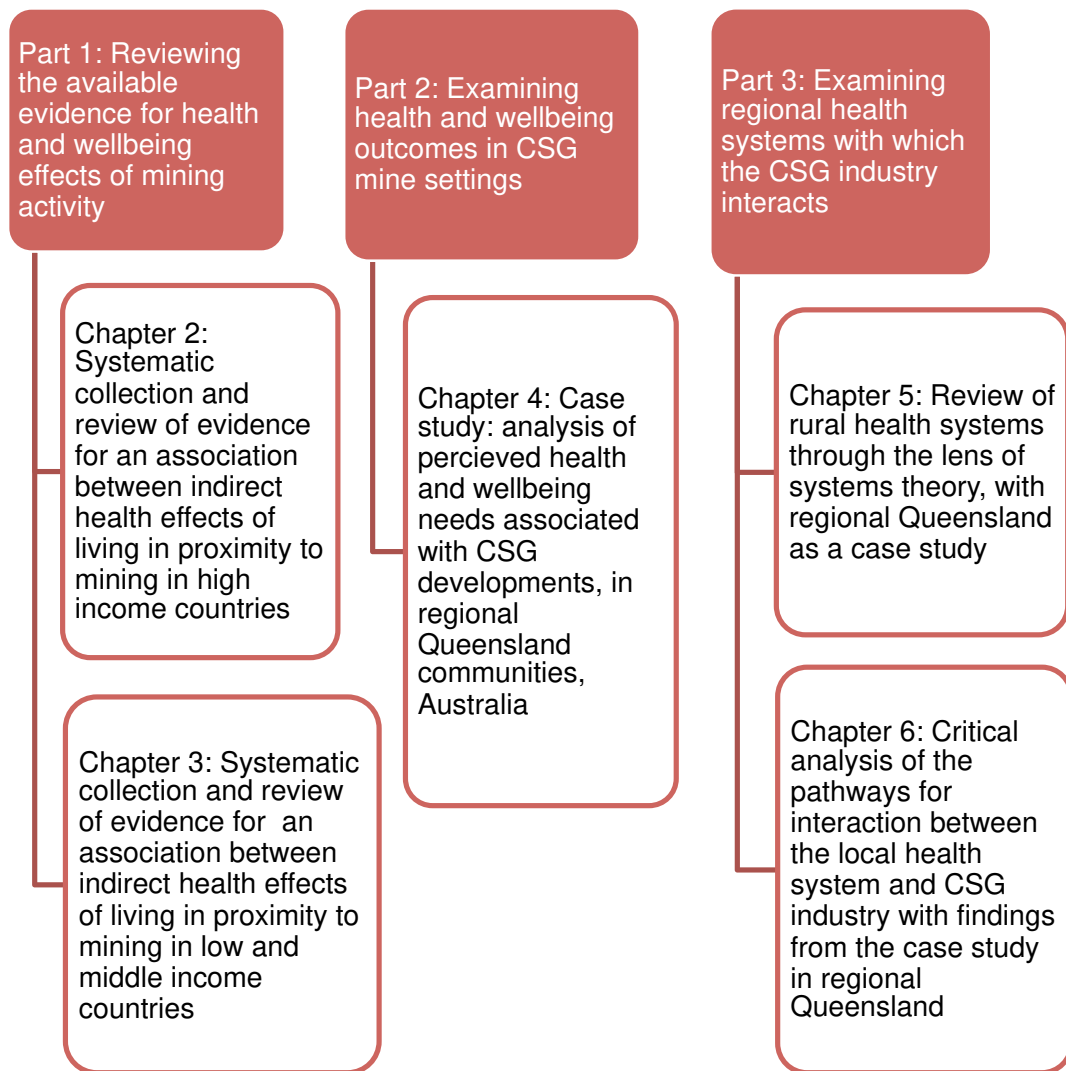 Part 1: Reviewing
the available
evidence for health
and wellbeing
effects of mining
activity
Chapter 2:
Systematic
collection and
review of evidence
for an association
between indirect
health effects of
living in proximity to
mining in high
income countries
Chapter 3: Systematic
collection and review
of evidence for an
association between
indirect health effects
of living in proximity to
mining in low and
middle income
countries
Part 2: Examining
health and wellbeing
outcomes in CSG
mine settings
Chapter 4: Case
study: analysis of
percieved health
and wellbeing
needs associated
with CSG
developments, in
regional
Queensland
communities,
Australia
Part 3: Examining
regional health
systems with which
the CSG industry
interacts
Chapter 5: Review of
rural health systems
through the lens of
systems theory, with
regional Queensland
as a case study
Chapter 6: Critical
analysis of the
pathways for
interaction between
the local health
system and CSG
industry with findings
from the case study
in regional
Queensland